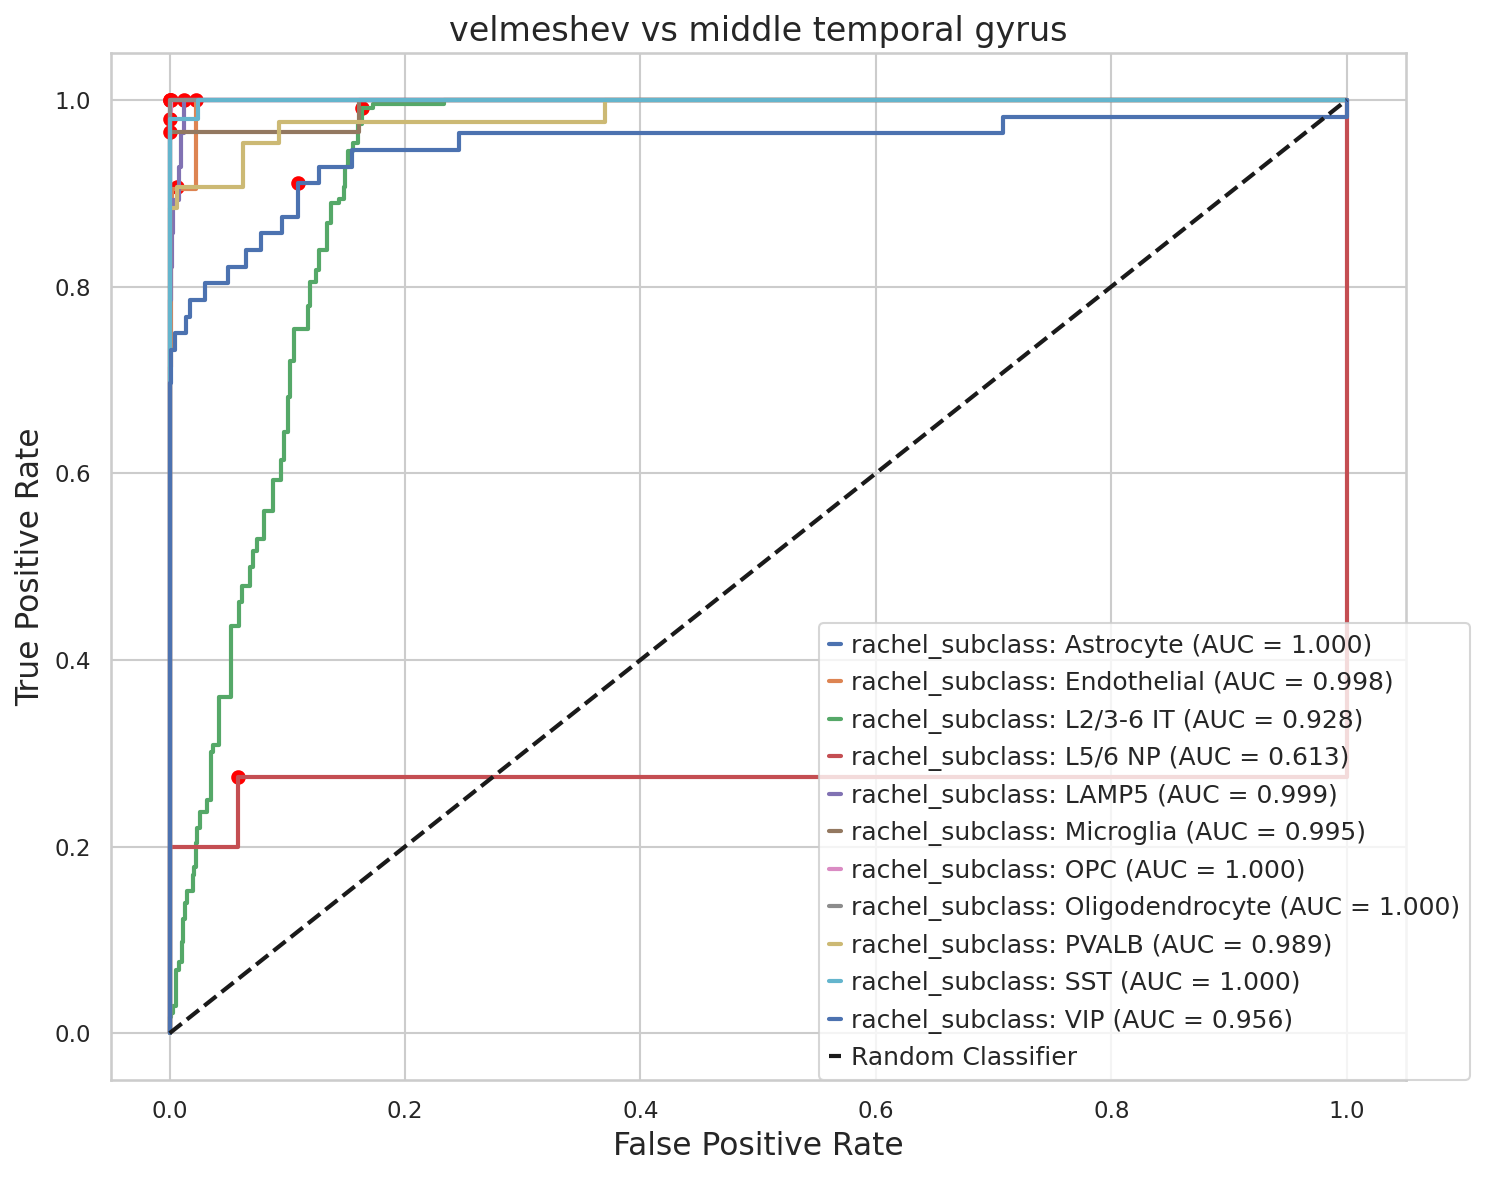 velmeshev vs middle temporal gyrus
True Positive Rate
1.0
0.8
0.6
0.4
0.2
0.0
rachel_subclass: Astrocyte (AUC = 1.000)
rachel_subclass: Endothelial (AUC = 0.998)
rachel_subclass: L2/3-6 IT (AUC = 0.928)
rachel_subclass: L5/6 NP (AUC = 0.613)
rachel_subclass: LAMP5 (AUC = 0.999)
rachel_subclass: Microglia (AUC = 0.995)
rachel_subclass: OPC (AUC = 1.000)
rachel_subclass: Oligodendrocyte (AUC = 1.000)
rachel_subclass: PVALB (AUC = 0.989)
rachel_subclass: SST (AUC = 1.000)
rachel_subclass: VIP (AUC = 0.956)
Random Classifier
0.0 0.2 0.4 0.6 0.8 1.0
False Positive Rate